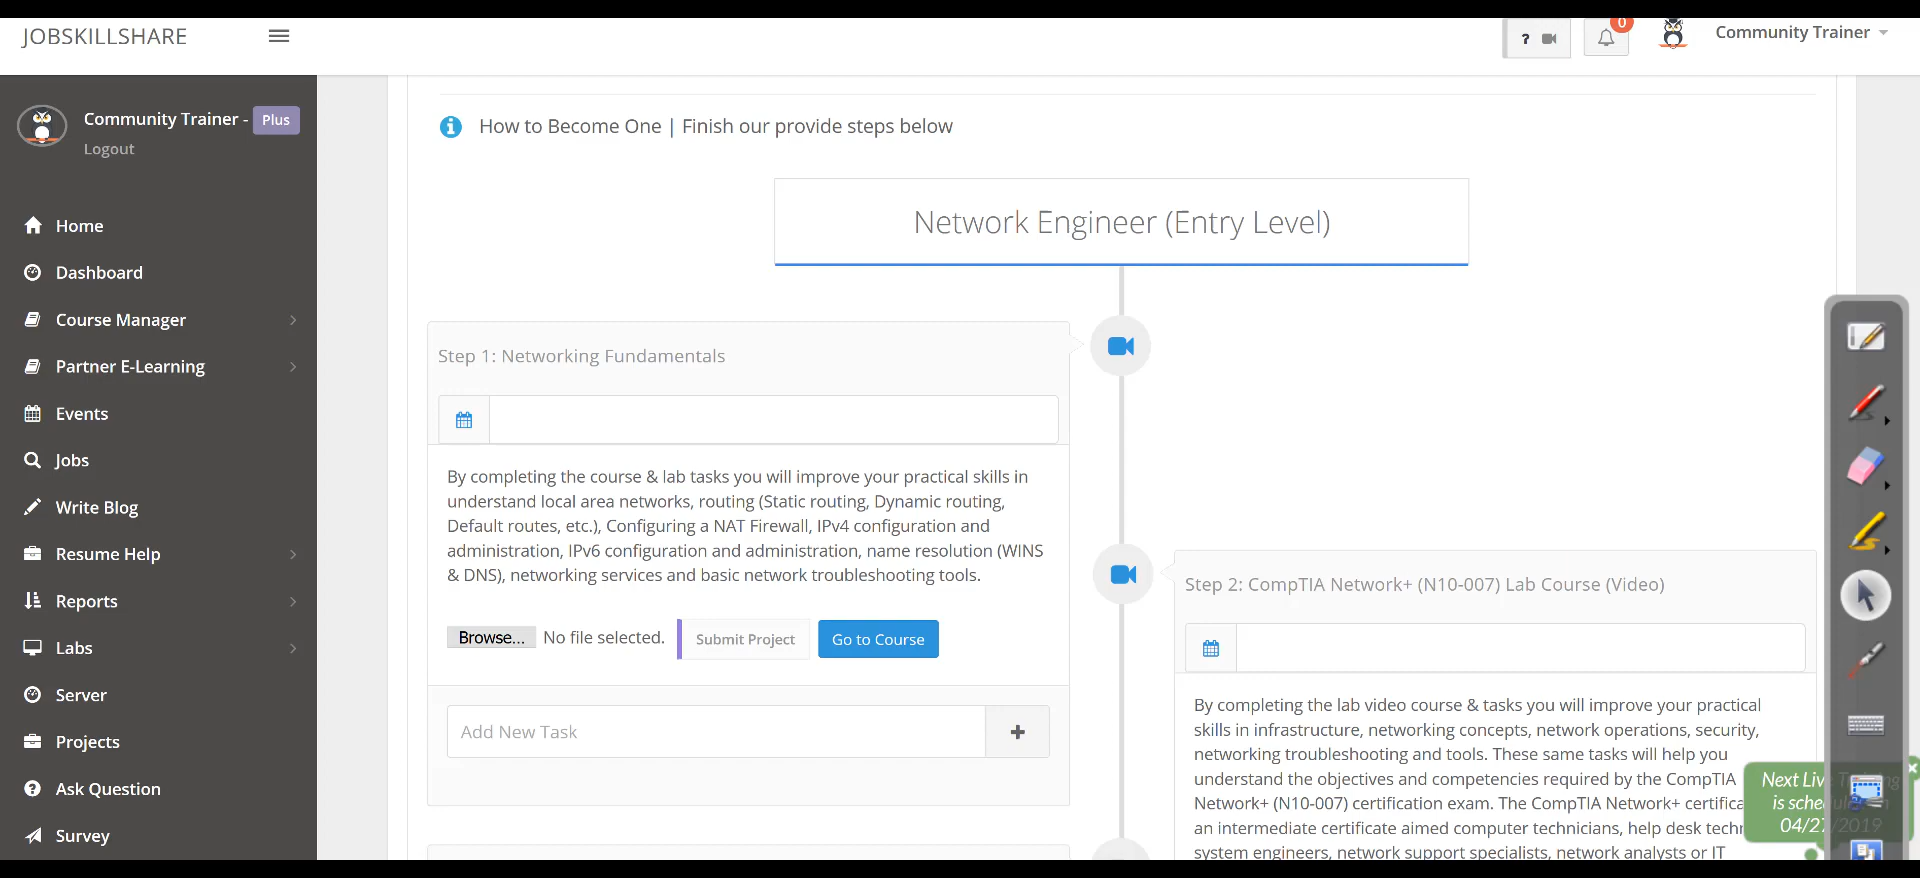 JOBSKILLSHARE
? 0 Community Trainer
Community Trainer - Plus
Logout
Home
Dashboard
Course Manager
Partner E-Learning
Events
Jobs
Write Blog
Resume Help
Reports
Labs
Server
Projects
Ask Question
Survey
How to Become One | Finish our provide steps below
Network Engineer (Entry Level)
Step 1: Networking Fundamentals
By completing the course & lab tasks you will improve your practical skills in
understand local area networks, routing (Static routing, Dynamic routing,
Default routes, etc.), Configuring a NAT Firewall, IPv4 configuration and
administration, IPv6 configuration and administration, name resolution (WINS
& DNS), networking services and basic network troubleshooting tools.
Browse... No file selected. Submit Project Go to Course
Add New Task
Step 2: CompTIA Network+ (N10-007) Lab Course (Video)
By completing the lab video course & tasks you will improve your practical
skills in infrastructure, networking concepts, network operations, security,
networking troubleshooting and tools. These same tasks will help you
understand the objectives and competencies required by the CompTIA
Network+ (N10-007) certification exam. The CompTIA Network+
an intermediate certificate aimed computer technicians, help desk
system engineers, network support specialists, network analysts or IT
Next
is
04/27/2019